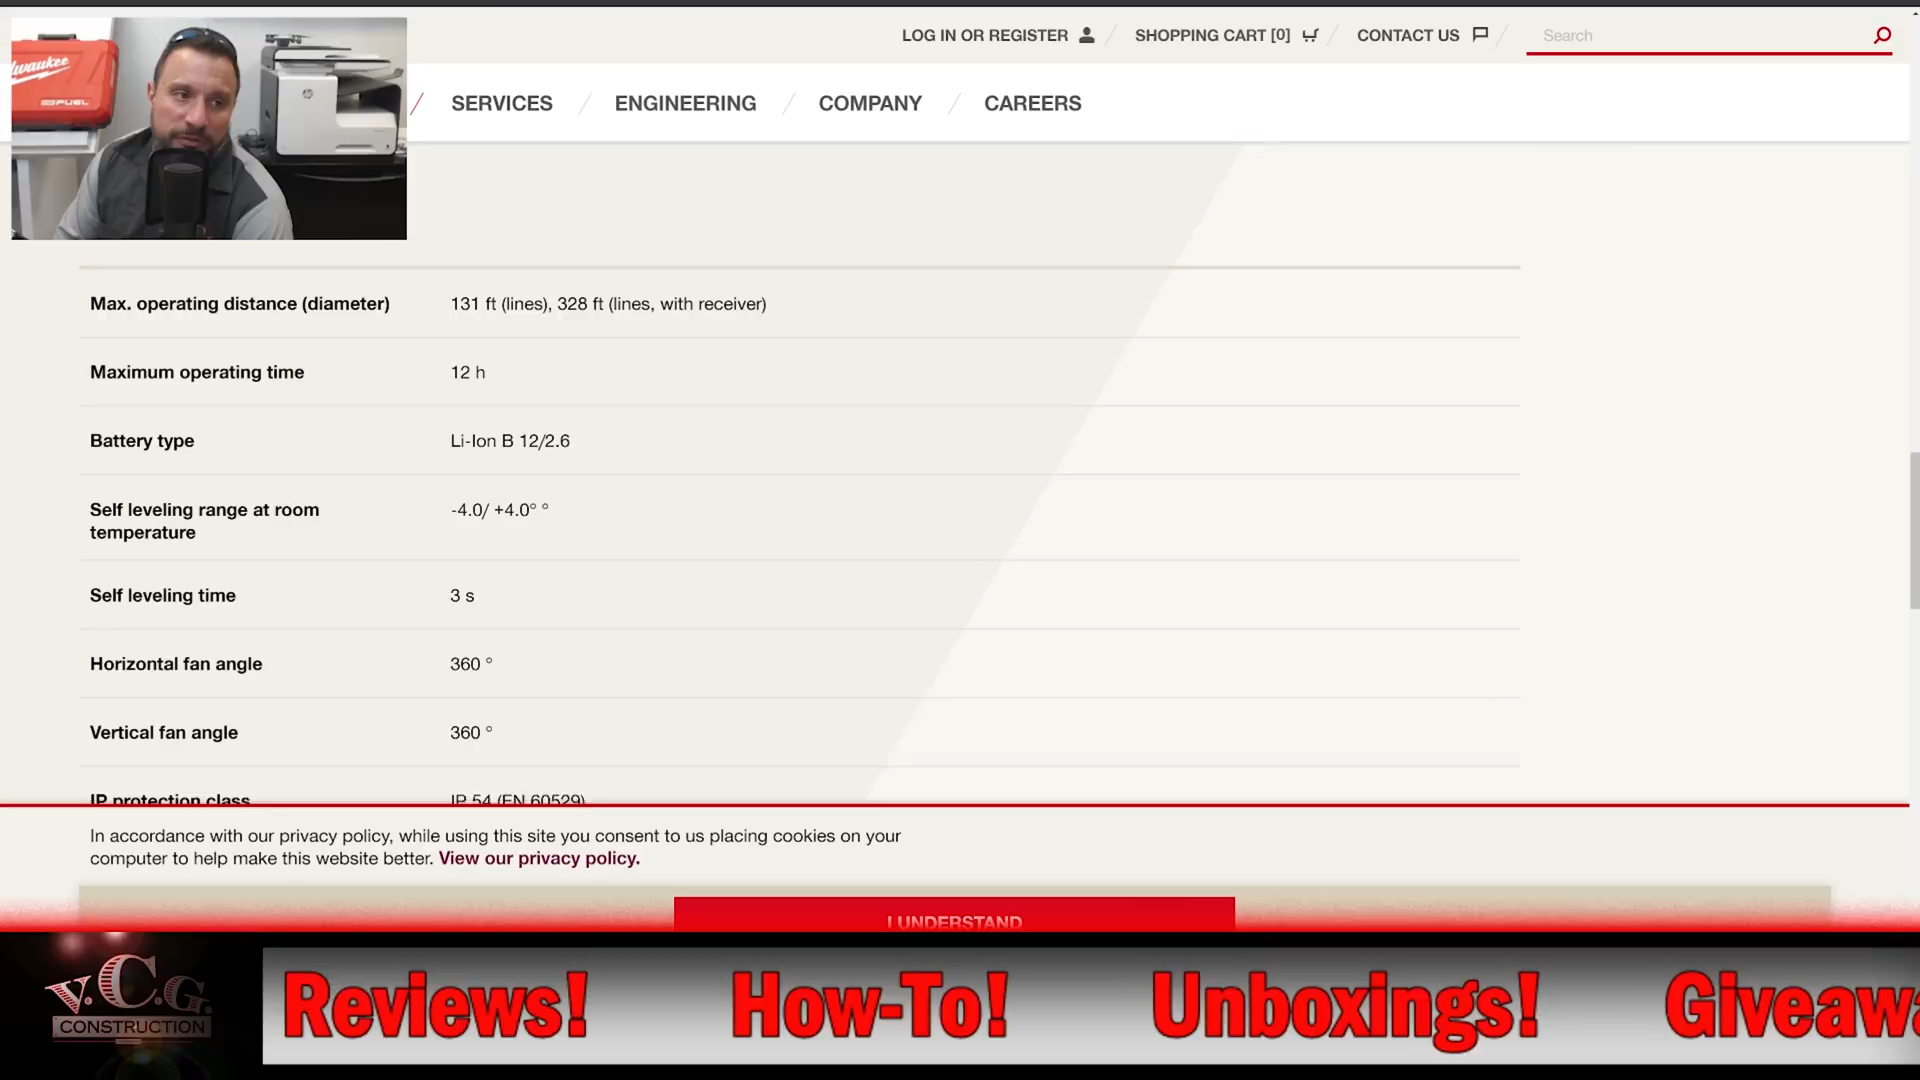 LOG IN OR REGISTER
SHOPPING CART [0]
CONTACT US
Search
Milwaukee
FUEL
hp
SERVICES
ENGINEERING
COMPANY
CAREERS
Max. operating distance (diameter) 131 ft (lines), 328 ft (lines, with receiver)
Maximum operating time 12 h
Battery type Li-Ion B 12/2.6
Self leveling range at room -4.0/ +4.0° °
temperature
Self leveling time 3 s
Horizontal fan angle 360 °
Vertical fan angle 360 °
IP protection class IP 54 (EN 60529)
In accordance with our privacy policy, while using this site you consent to us placing cookies on your
computer to help make this website better. View our privacy policy.
I UNDERSTAND
V.C.G.
CONSTRUCTION
Reviews! How-To! Unboxings! Giveawa